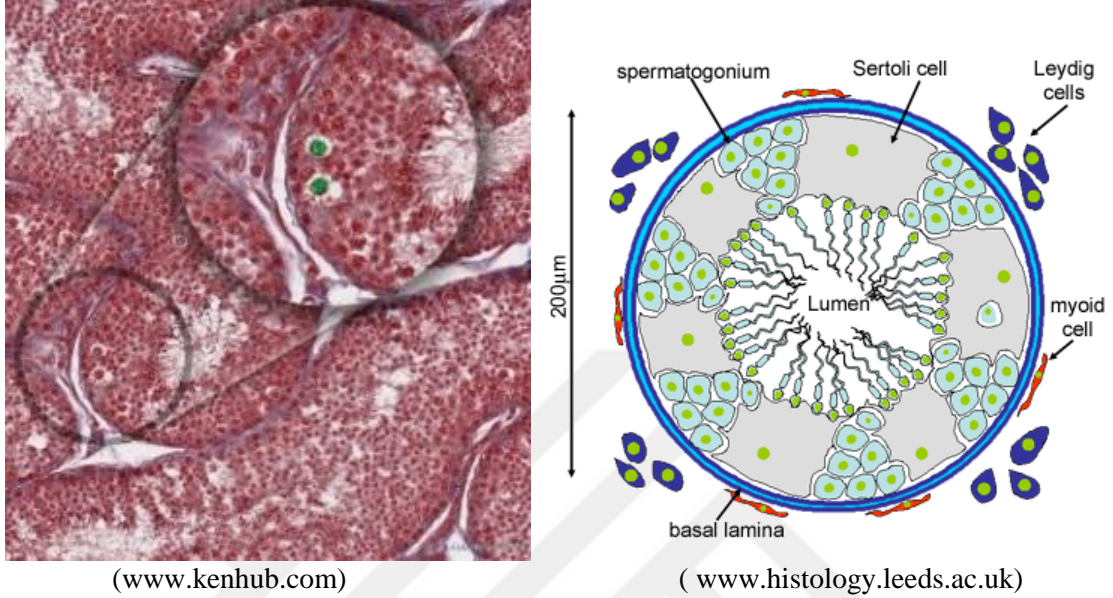 spermatogonium
Sertoli cell
Leydig
cells
200µm
Lumen
myoid
cell
basal lamina
(www.kenhub.com)
( www.histology.leeds.ac.uk)